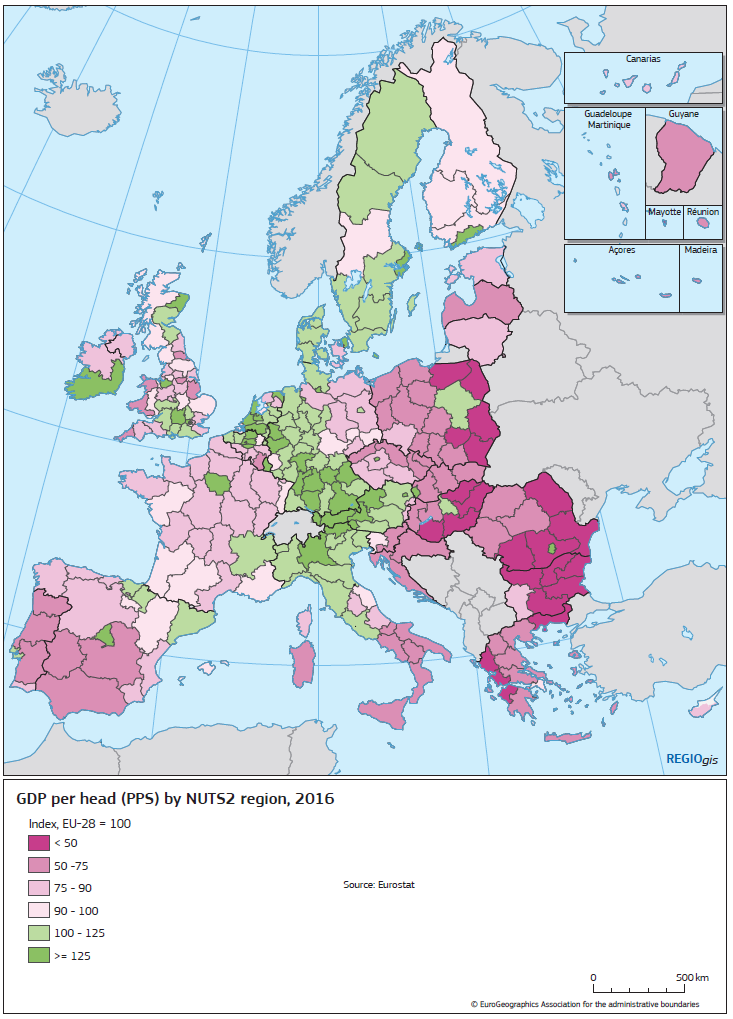 Canarias
Guadeloupe
Martinique
Guyane
Mayotte
Réunion
Açores
Madeira
REGIOgis
GDP per head (PPS) by NUTS2 region, 2016
Index, EU-28 = 100
< 50
50 -75
75 - 90
90 - 100
100 - 125
>= 125
Source: Eurostat
0 500 km
© EuroGeographics Association for the administrative boundaries